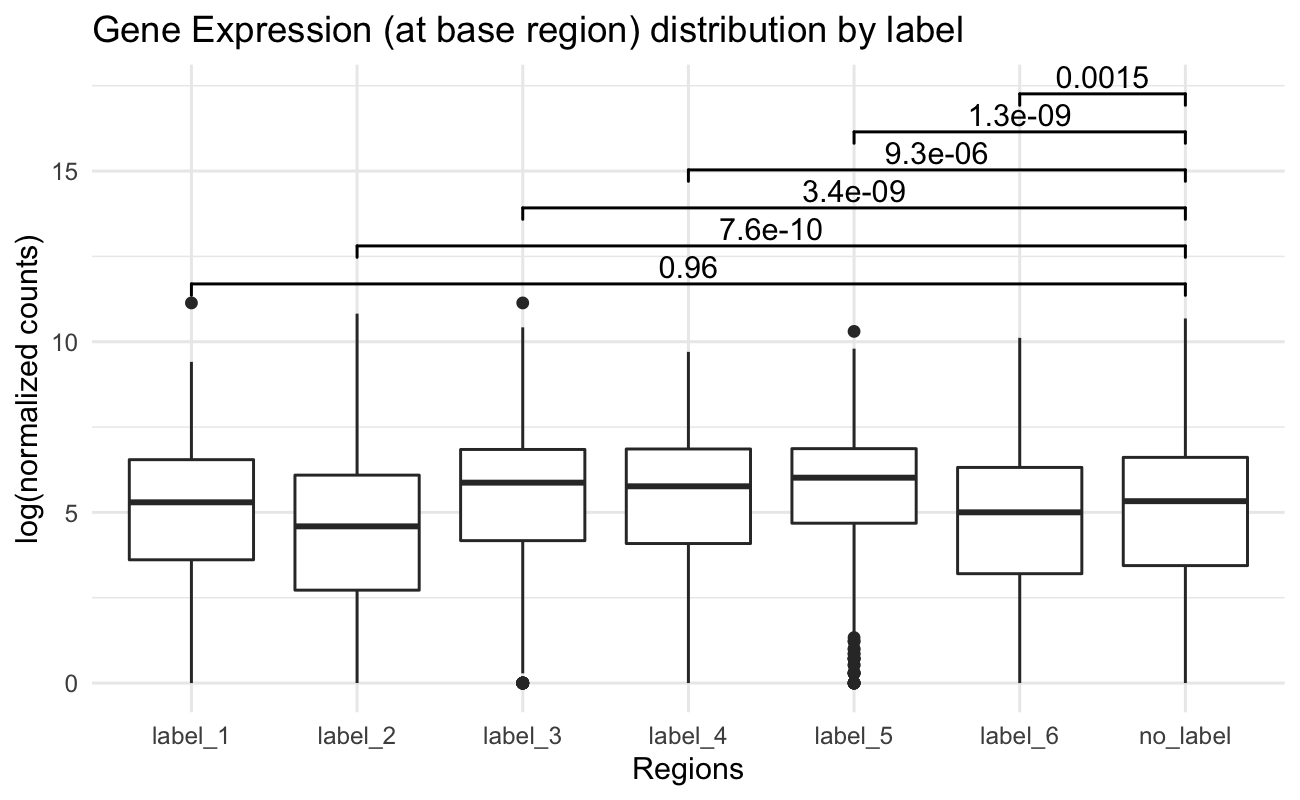 Gene Expression (at base region) distribution by label
0.0015
1.3e-09
9.3e-06
3.4e-09
7.6e-10
0.96
log(normalized counts)
15
10
5
0
label_1 label_2 label_3 label_4 label_5 label_6 no_label
Regions